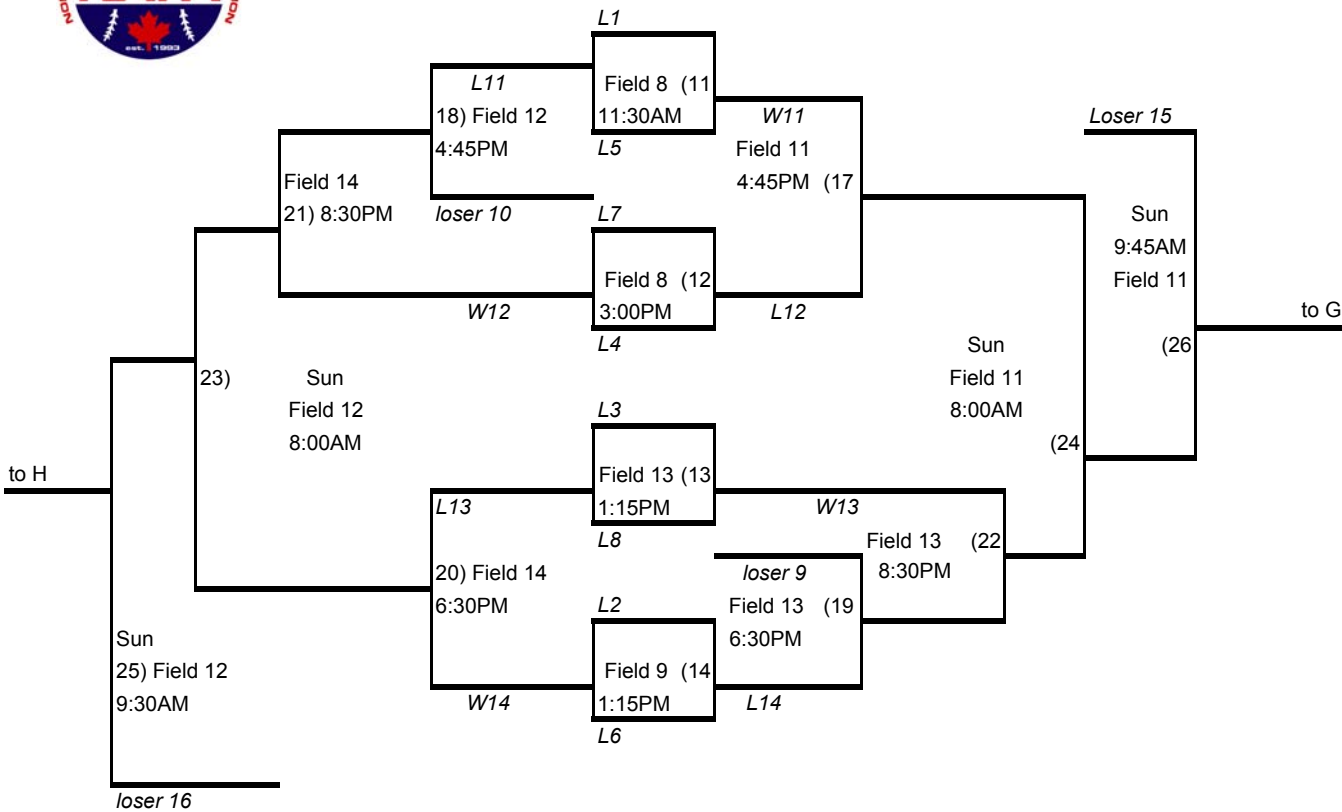 est. 1993
L1
L11
Field 8 (11
18) Field 12
11:30AM
W11
Loser 15
4:45PM
L5
Field 11
Field 14
4:45PM (17
21) 8:30PM
loser 10
L7
Sun
9:45AM
Field 8 (12
Field 11
W12
3:00PM
L12
to G
L4
Sun
(26
23)
Sun
Field 11
Field 12
L3
8:00AM
8:00AM
(24
to H
Field 13 (13
L13
1:15PM
W13
L8
Field 13 (22
20) Field 14
loser 9
8:30PM
6:30PM
L2
Field 13 (19
Sun
6:30PM
25) Field 12
Field 9 (14
9:30AM
W14
1:15PM
L14
L6
loser 16